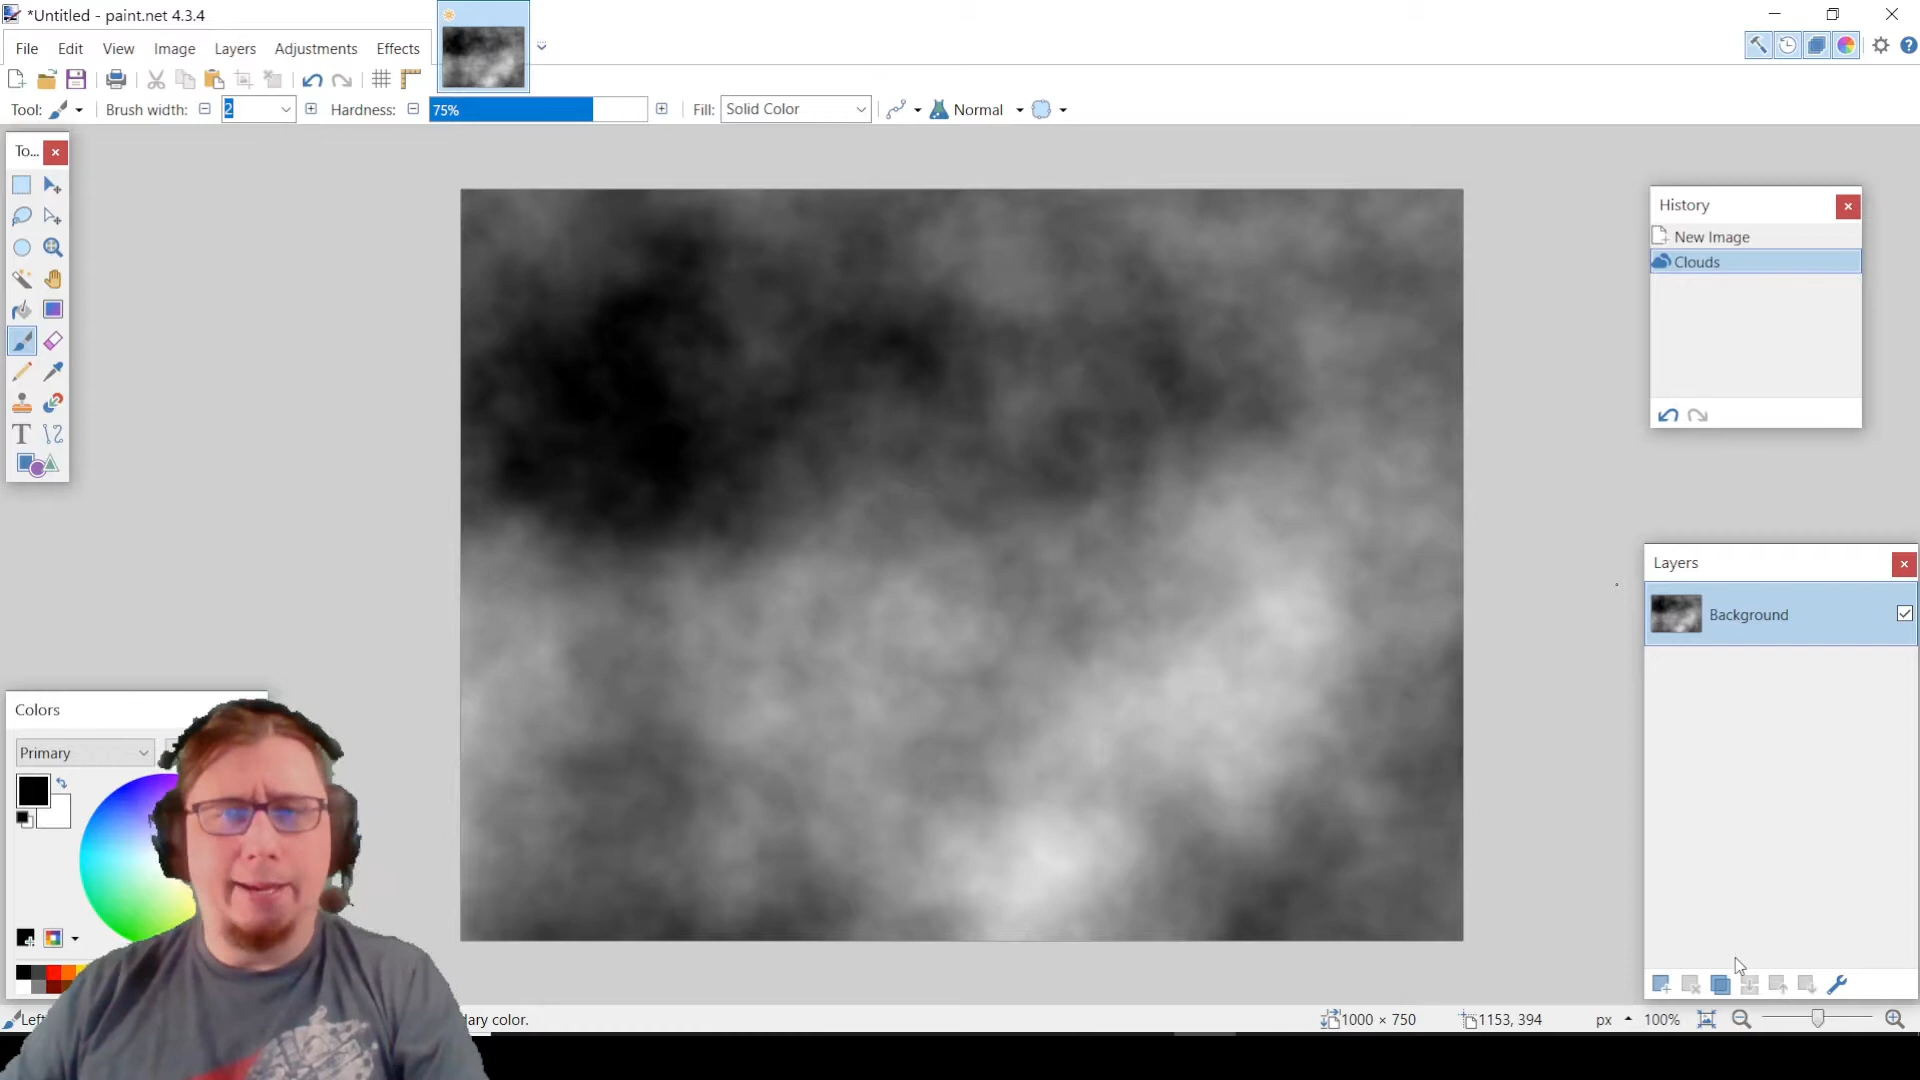 *Untitled - paint.net 4.3.4
File Edit View Image Layers Adjustments Effects
Tool: Brush width: 2 Hardness: 75% Fill: Solid Color Normal
To...
T
History
New Image
Clouds
Layers
Background
Colors
Primary
Left
dary color.
1000 × 750
1153, 394
px
100%